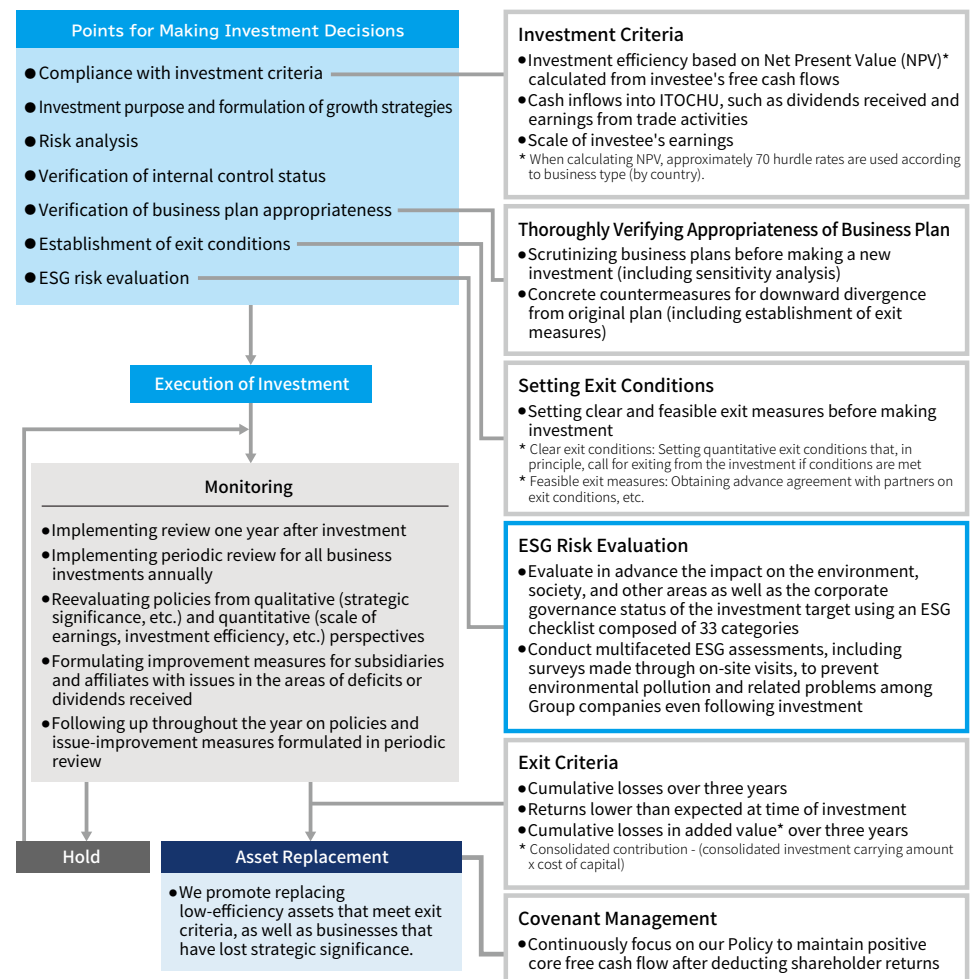 Points for Making Investment Decisions
●Compliance with investment criteria
●Investment purpose and formulation of growth strategies
●Risk analysis
●Verification of internal control status
●Verification of business plan appropriateness
●Establishment of exit conditions
●ESG risk evaluation
Investment Criteria
●Investment efficiency based on Net Present Value (NPV)*
calculated from investee's free cash flows
●Cash inflows into ITOCHU, such as dividends received and
earnings from trade activities
●Scale of investee's earnings
* When calculating NPV, approximately 70 hurdle rates are used according
to business type (by country).
Thoroughly Verifying Appropriateness of Business Plan
●Scrutinizing business plans before making a new
investment (including sensitivity analysis)
●Concrete countermeasures for downward divergence
from original plan (including establishment of exit
measures)
Setting Exit Conditions
●Setting clear and feasible exit measures before making
investment
* Clear exit conditions: Setting quantitative exit conditions that, in
principle, call for exiting from the investment if conditions are met
* Feasible exit measures: Obtaining advance agreement with partners on
exit conditions, etc.
ESG Risk Evaluation
●Evaluate in advance the impact on the environment,
society, and other areas as well as the corporate
governance status of the investment target using an ESG
checklist composed of 33 categories
●Conduct multifaceted ESG assessments, including
surveys made through on-site visits, to prevent
environmental pollution and related problems among
Group companies even following investment
Execution of Investment
Monitoring
●Implementing review one year after investment
●Implementing periodic review for all business
investments annually
●Reevaluating policies from qualitative (strategic
significance, etc.) and quantitative (scale of
earnings, investment efficiency, etc.) perspectives
●Formulating improvement measures for subsidiaries
and affiliates with issues in the areas of deficits or
dividends received
●Following up throughout the year on policies and
issue-improvement measures formulated in periodic
review
Exit Criteria
●Cumulative losses over three years
●Returns lower than expected at time of investment
●Cumulative losses in added value* over three years
* Consolidated contribution - (consolidated investment carrying amount
x cost of capital)
Hold
Asset Replacement
●We promote replacing
low-efficiency assets that meet exit
criteria, as well as businesses that
have lost strategic significance.
Covenant Management
●Continuously focus on our Policy to maintain positive
core free cash flow after deducting shareholder returns